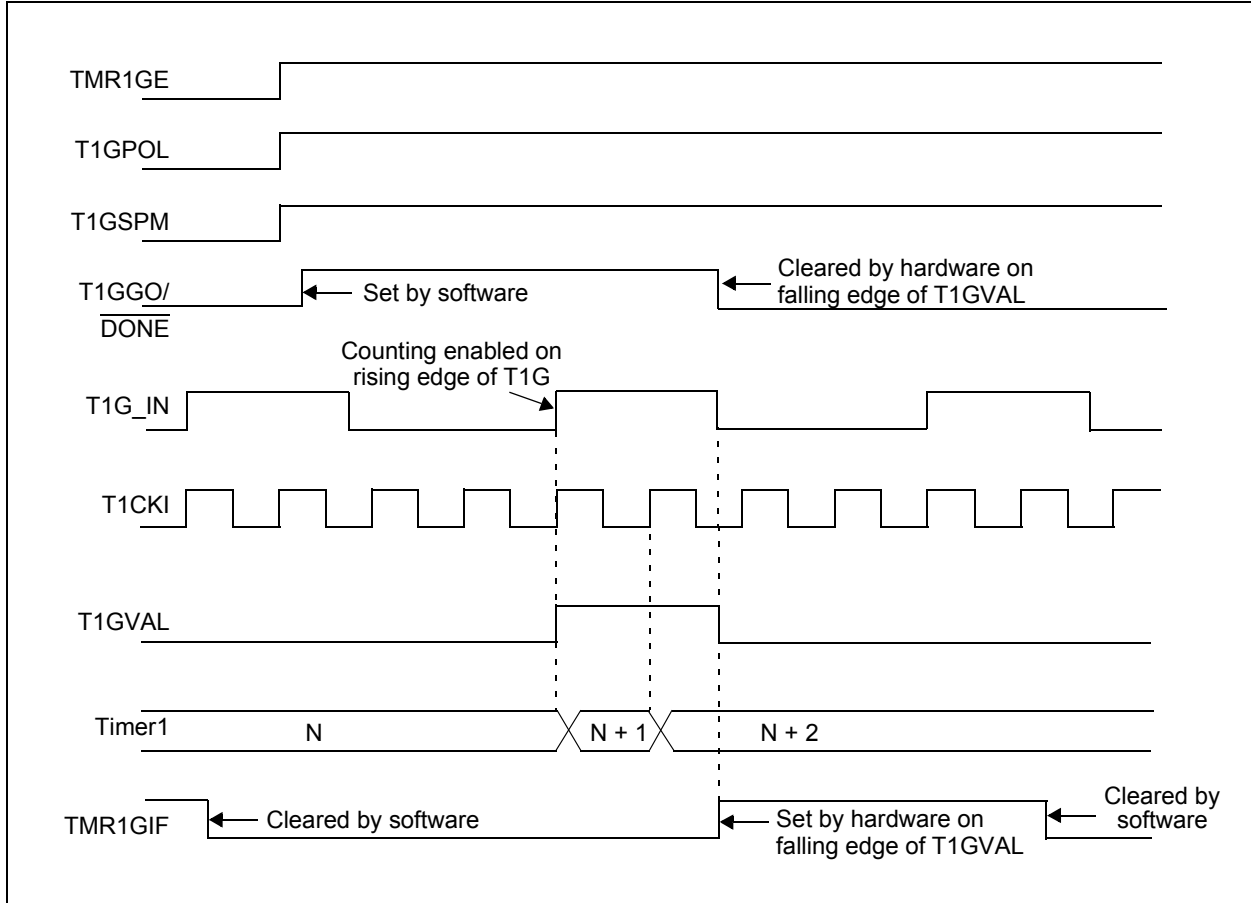 TMR1GE
T1GPOL
T1GSPM
T1GGO/
DONE
Set by software
Cleared by hardware on
falling edge of T1GVAL
Counting enabled on
rising edge of T1G
T1G_IN
T1CKI
T1GVAL
Timer1
N
N + 1
N + 2
TMR1GIF
Cleared by software
Set by hardware on
falling edge of T1GVAL
Cleared by
software